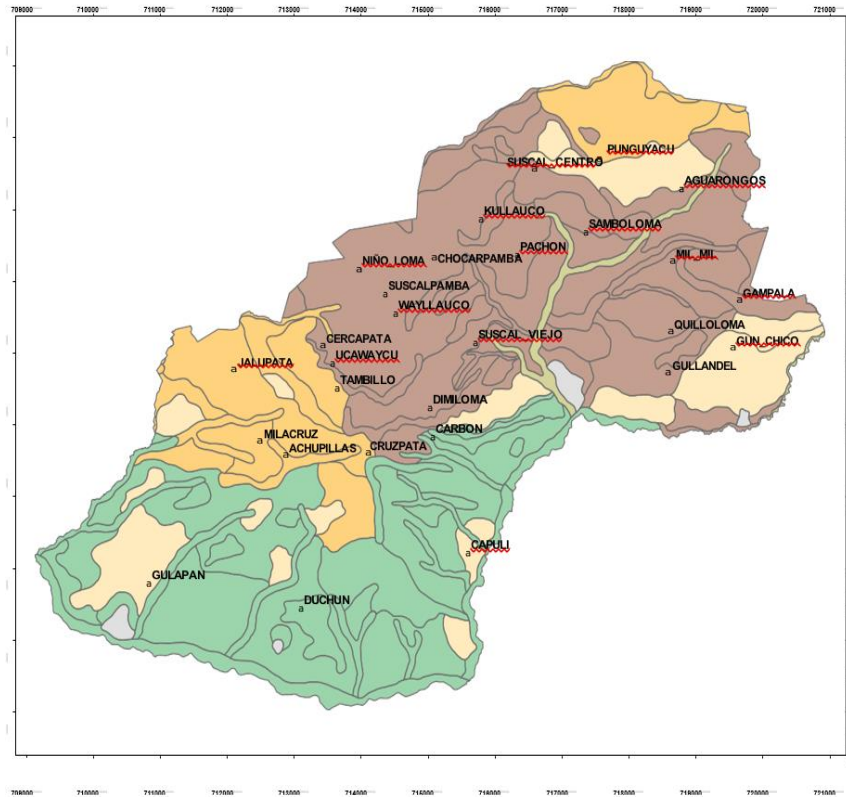 709000 710000 711000 712000 713000 714000 715000 716000 717000 718000 719000 720000 721000
PUNGUYACU
SUSCAL_CENTRO
a
AGUARONGOS
a
KULLAUCO
a
SAMBOLOMA
a
PACHON
MIL_MIL
a
CHOCARPAMBA
a
NIÑO_LOMA
a
SUSCALPAMBA
a
GAMPALA
a
WAYLLAUCO
a
QUILLOLOMA
a
SUSCAL_VIEJO
a
CERCAPATA
a
GUN_CHICO
a
UCAWAYCU
a
JALUPATA
a
GULLANDEL
a
TAMBILLO
a
DIMILOMA
a
CARBON
a
MILACRUZ
a
ACHUPILLAS
a
CRUZPATA
a
CAPULI
a
GULAPAN
a
DUCHUN
a
709000 710000 711000 712000 713000 714000 715000 716000 717000 718000 719000 720000 721000